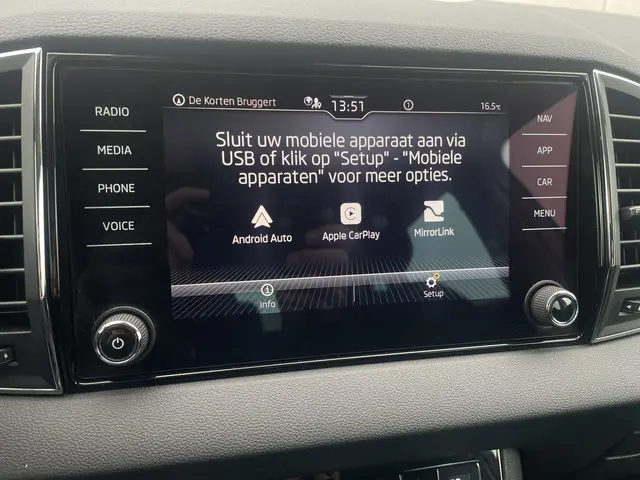 De Korten Bruggert
13:51
16.5°C
RADIO
MEDIA
PHONE
VOICE
Sluit uw mobiele apparaat aan via
USB of klik op "Setup" - "Mobiele
apparaten" voor meer opties.
Android Auto
Apple CarPlay
MirrorLink
Info
Setup
NAV
APP
CAR
MENU